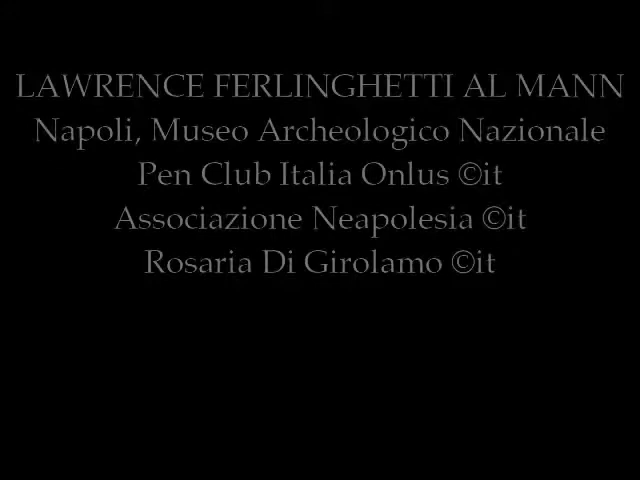 LAWRENCE FERLINGHETTI AL MANN
Napoli, Museo Archeologico Nazionale
Pen Club Italia Onlus ©it
Associazione Neapolesia ©it
Rosaria Di Girolamo ©it